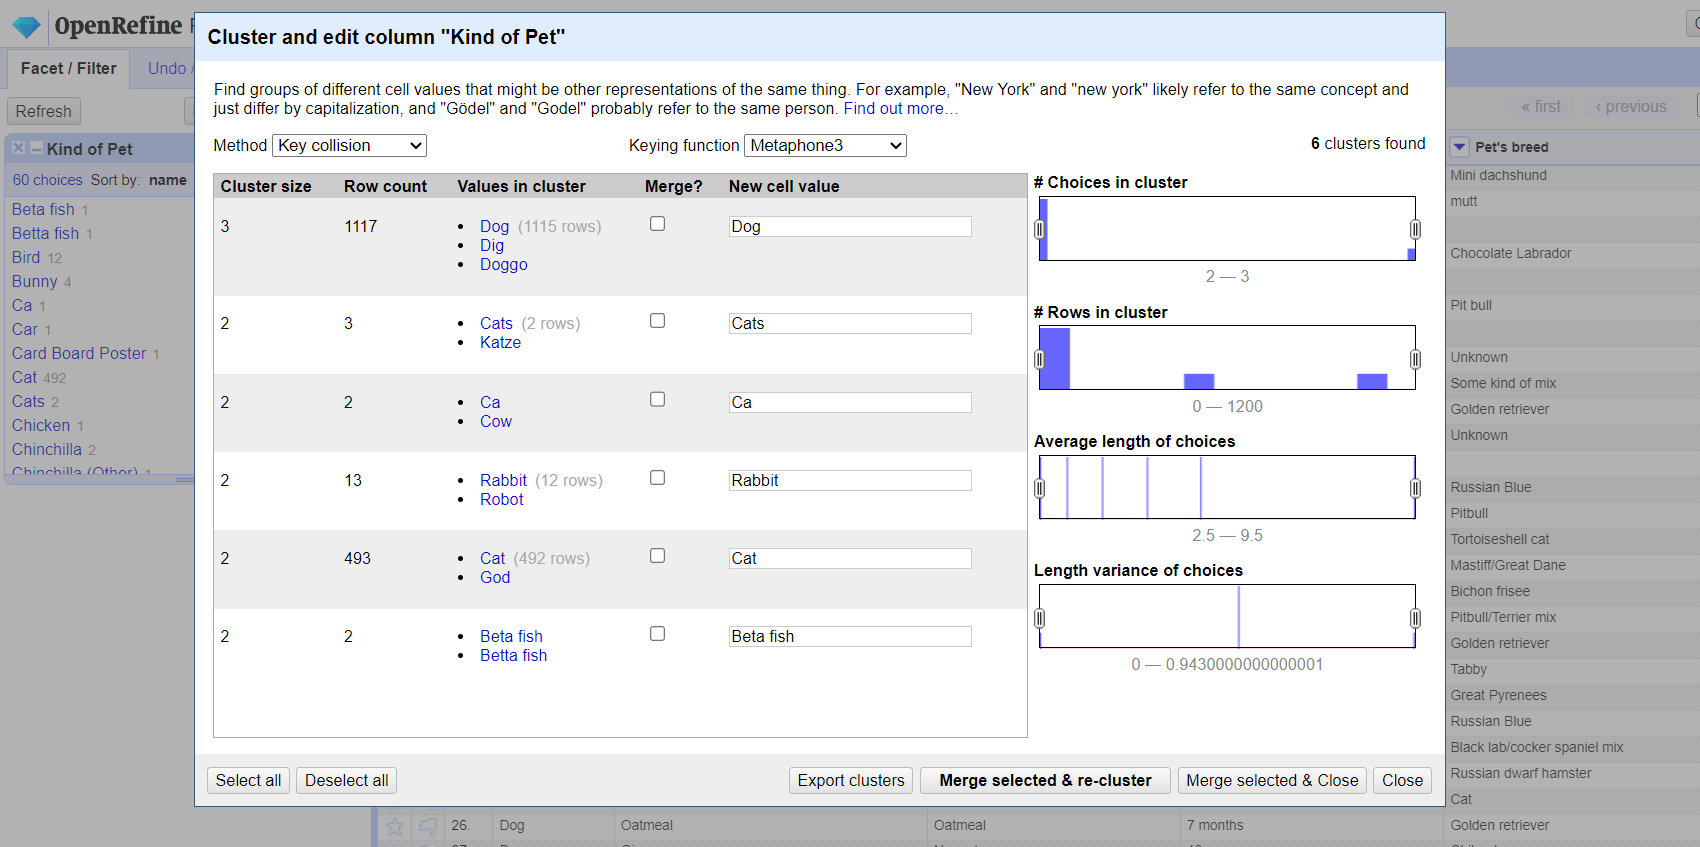 OpenRefine
Facet / Filter
Undo /
Refresh
Kind of Pet
60 choices Sort by: name
Beta fish 1
Betta fish 1
Bird 12
Bunny 4
Ca 1
Car 1
Card Board Poster 1
Cat 492
Cats 2
Chicken 1
Chinchilla 2
Chinchilla (Other) 1
Cluster and edit column "Kind of Pet"
Find groups of different cell values that might be other representations of the same thing. For example, "New York" and "new york" likely refer to the same concept and
just differ by capitalization, and "Gödel" and "Godel" probably refer to the same person. Find out more…
Method Key collision Keying function Metaphone3 6 clusters found
Cluster size Row count Values in cluster Merge? New cell value
3 1117 • Dog (1115 rows) Dog
• Dig
• Doggo
2 3 • Cats (2 rows) Cats
• Katze
2 2 • Ca Ca
• Cow
2 13 • Rabbit (12 rows) Rabbit
• Robot
2 493 • Cat (492 rows) Cat
• God
2 2 • Beta fish Beta fish
• Betta fish
# Choices in cluster
2 — 3
# Rows in cluster
0 — 1200
Average length of choices
2.5 — 9.5
Length variance of choices
0 — 0.9430000000000001
Select all Deselect all Export clusters Merge selected & re-cluster Merge selected & Close Close
« first ‹ previous
Pet's breed
Mini dachshund
mutt
Chocolate Labrador
Pit bull
Unknown
Some kind of mix
Golden retriever
Unknown
Russian Blue
Pitbull
Tortoiseshell cat
Mastiff/Great Dane
Bichon frisee
Pitbull/Terrier mix
Golden retriever
Tabby
Great Pyrenees
Russian Blue
Black lab/cocker spaniel mix
Russian dwarf hamster
Cat
26. Dog Oatmeal Oatmeal 7 months Golden retriever